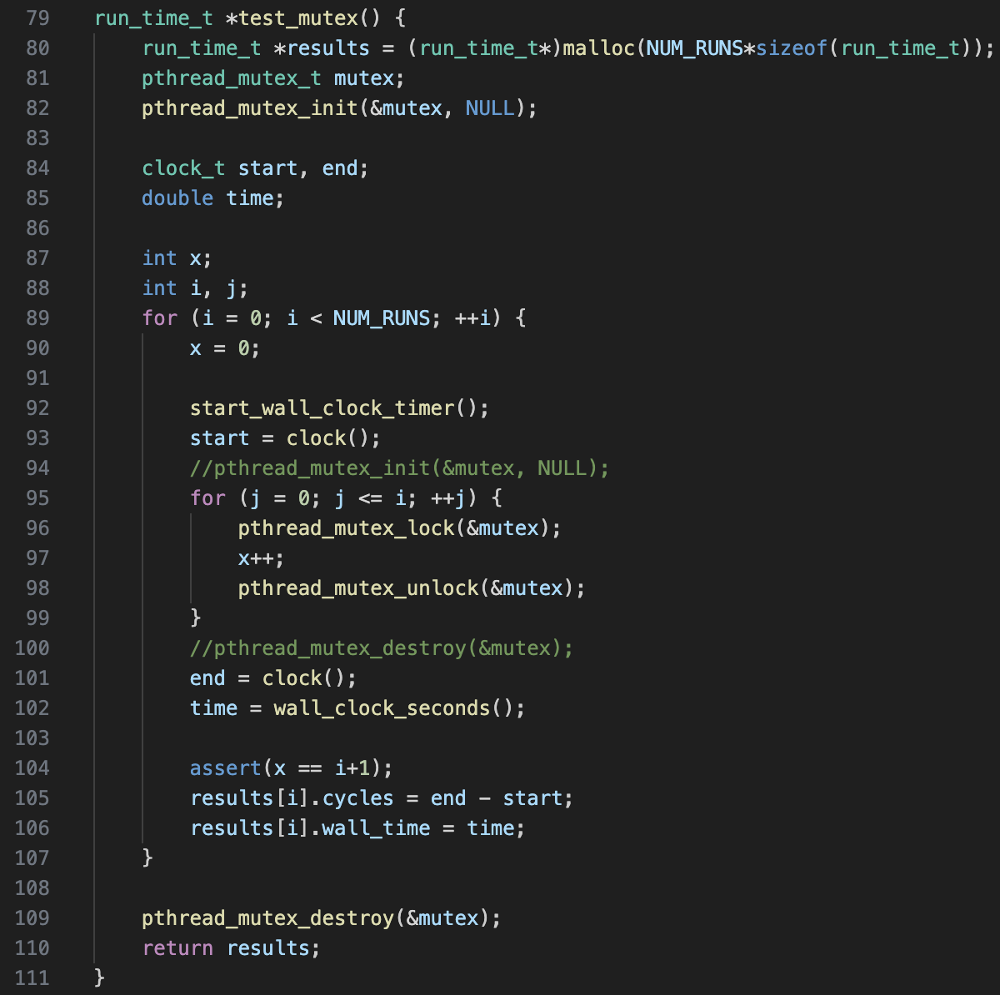 79 run_time_t *test_mutex() {
80 run_time_t *results = (run_time_t*)malloc(NUM_RUNS*sizeof(run_time_t));
81 pthread_mutex_t mutex;
82 pthread_mutex_init(&mutex, NULL);
83
84 clock_t start, end;
85 double time;
86
87 int x;
88 int i, j;
89 for (i = 0; i < NUM_RUNS; ++i) {
90 x = 0;
91
92 start_wall_clock_timer();
93 start = clock();
94 //pthread_mutex_init(&mutex, NULL);
95 for (j = 0; j <= i; ++j) {
96 pthread_mutex_lock(&mutex);
97 x++;
98 pthread_mutex_unlock(&mutex);
99 }
100 //pthread_mutex_destroy(&mutex);
101 end = clock();
102 time = wall_clock_seconds();
103
104 assert(x == i+1);
105 results[i].cycles = end - start;
106 results[i].wall_time = time;
107 }
108
109 pthread_mutex_destroy(&mutex);
110 return results;
111 }